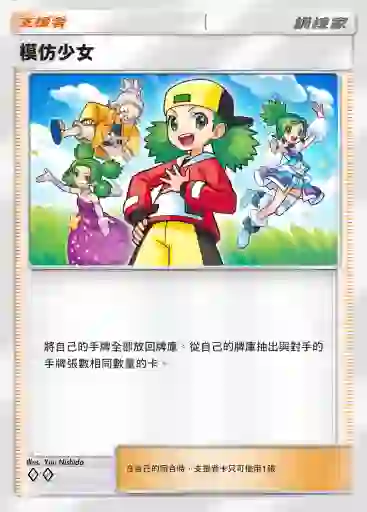 支援者
訓練家
模仿少女
將自己的手牌全部放回牌庫。從自己的牌庫抽出與對手的
手牌張數相同數量的卡。
Illus. Yuu Nishida
在自己的回合時，支援者卡只可使用1張